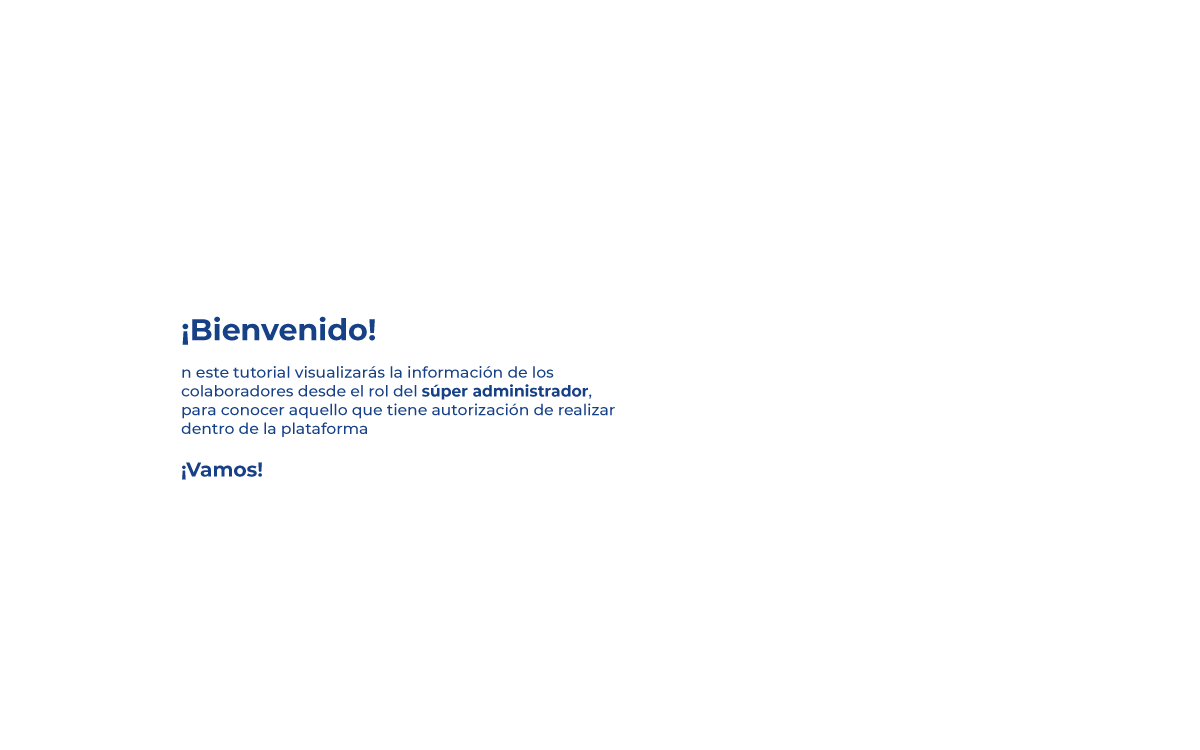 ¡Bienvenido!
n este tutorial visualizarás la información de los
colaboradores desde el rol del súper administrador,
para conocer aquello que tiene autorización de realizar
dentro de la plataforma
¡Vamos!